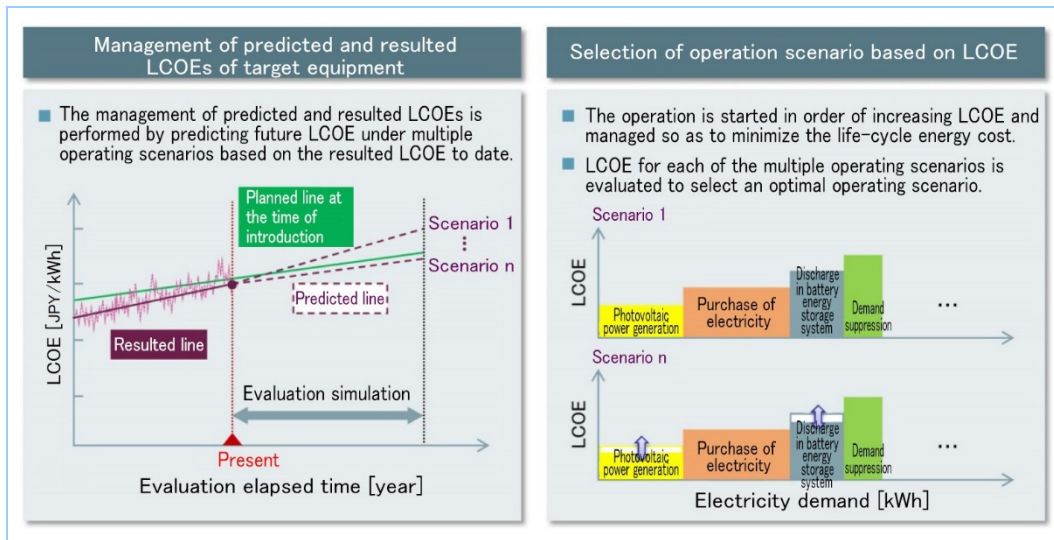 Management of predicted and resulted
LCOEs of target equipment
The management of predicted and resulted LCOEs is
performed by predicting future LCOE under multiple
operating scenarios based on the resulted LCOE to date.
LCOE [JPY/kWh]
Planned line at
the time of
introduction
Scenario 1
Scenario n
Predicted line
Resulted line
Evaluation simulation
Present
Evaluation elapsed time [year]
Selection of operation scenario based on LCOE
The operation is started in order of increasing LCOE and
managed so as to minimize the life-cycle energy cost.
LCOE for each of the multiple operating scenarios is
evaluated to select an optimal operating scenario.
Scenario 1
LCOE
Photovoltaic
power generation
Purchase of
electricity
Discharge
in battery
energy
storage
system
Demand
suppression
...
Scenario n
LCOE
Photovoltaic
power generation
Purchase of
electricity
Discharge
in battery
energy
storage
system
Demand
suppression
...
Electricity demand [kWh]